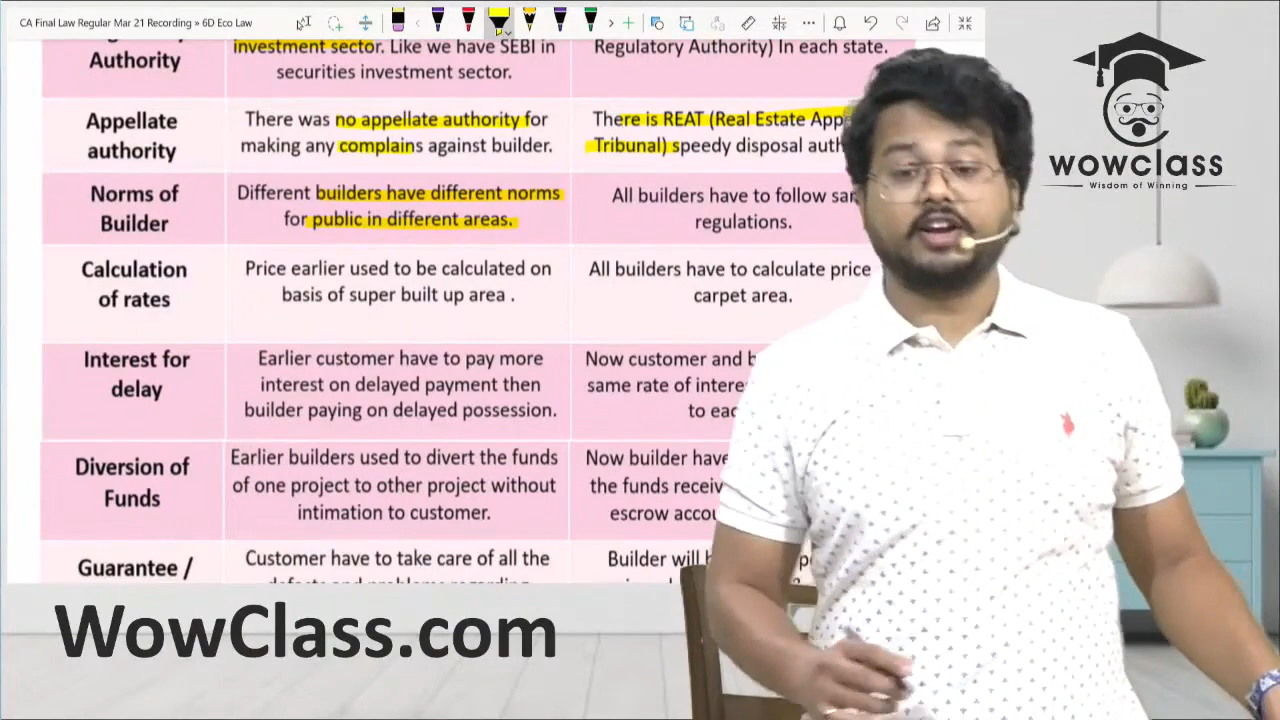 CA Final Law Regular Mar 21 Recording » 6D Eco Law
Authority
investment sector. Like we have SEBI in
securities investment sector.
Regulatory Authority) In each state.
Appellate
authority
There was no appellate authority for
making any complains against builder.
There is REAT (Real Estate
Tribunal) speedy disposal
Norms of
Builder
Different builders have different norms
for public in different areas.
All builders have to follow
regulations.
Calculation
of rates
Price earlier used to be calculated on
basis of super built up area .
All builders have to calculate price
carpet area.
Interest for
delay
Earlier customer have to pay more
interest on delayed payment then
builder paying on delayed possession.
Now customer and
same rate of
to
Diversion of
Funds
Earlier builders used to divert the funds
of one project to other project without
intimation to customer.
Now builder have
the funds
escrow
Guarantee /
Customer have to take care of all the
Builder will
wowclass
Wisdom of Winning
WowClass.com